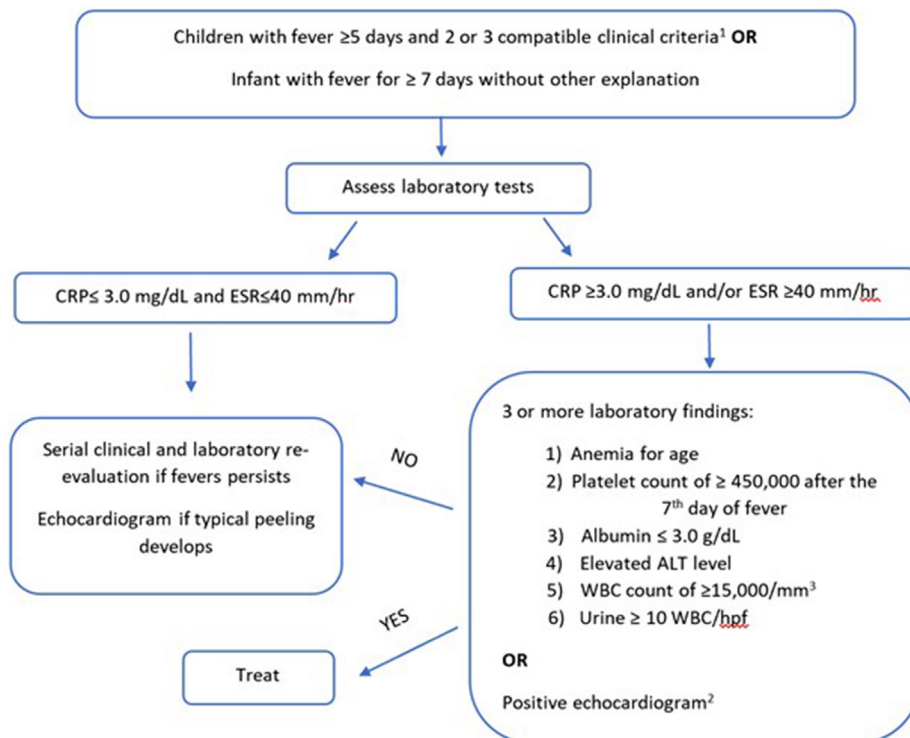 Children with fever ≥5 days and 2 or 3 compatible clinical criteria¹ OR
Infant with fever for ≥ 7 days without other explanation
Assess laboratory tests
CRP≤ 3.0 mg/dL and ESR≤40 mm/hr
CRP ≥3.0 mg/dL and/or ESR ≥40 mm/hr
Serial clinical and laboratory re-
evaluation if fevers persists
Echocardiogram if typical peeling
develops
NO
3 or more laboratory findings:
1) Anemia for age
2) Platelet count of ≥ 450,000 after the
7th day of fever
3) Albumin ≤ 3.0 g/dL
4) Elevated ALT level
5) WBC count of ≥15,000/mm³
6) Urine ≥ 10 WBC/hpf
OR
Positive echocardiogram²
YES
Treat